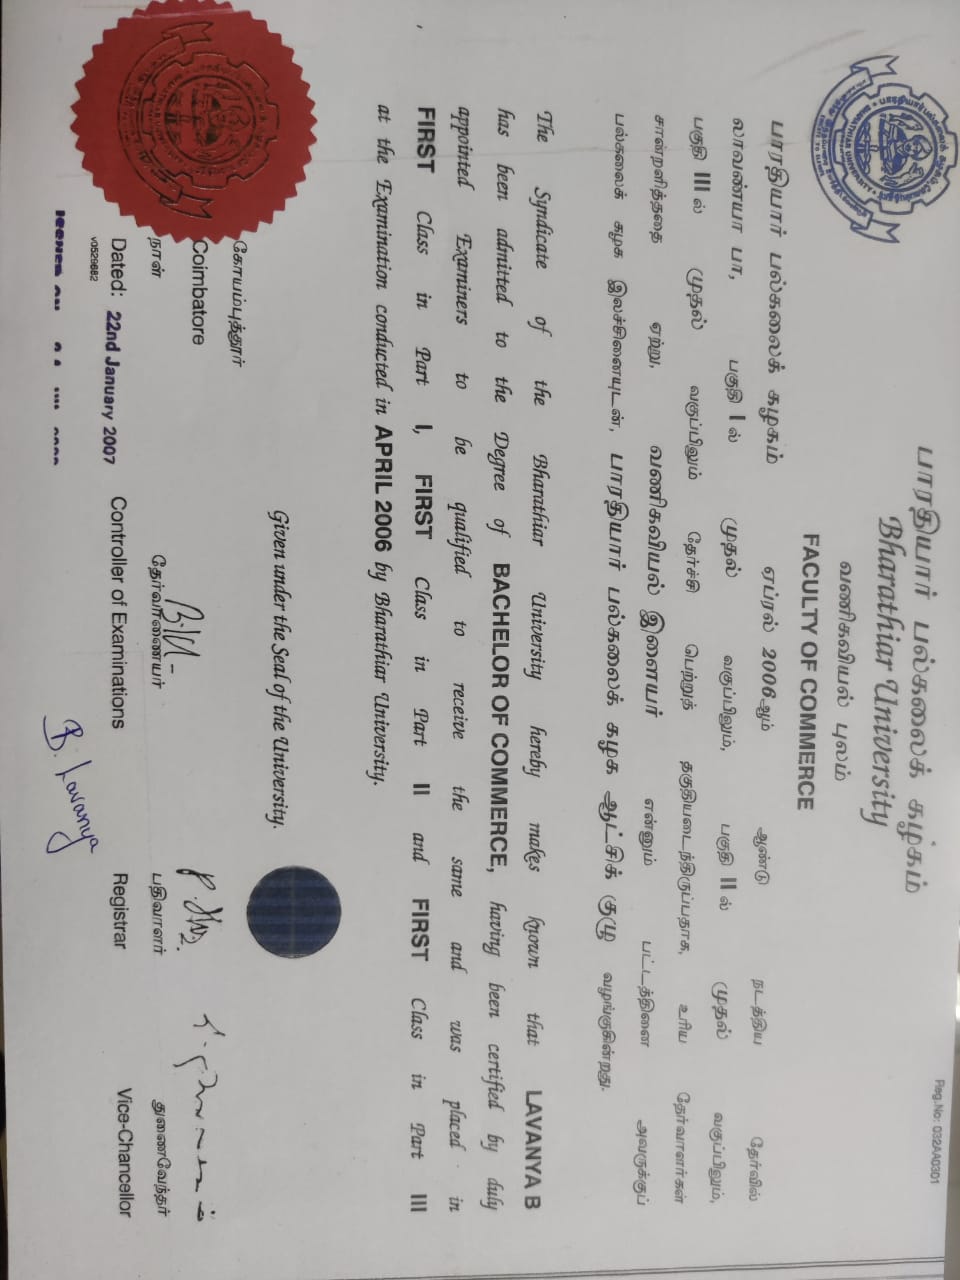 Reg.No: 032AA0301
பாரதியார் பல்கலைக் கழகம்
Bharathiar University
வணிகவியல் புலம்
FACULTY OF COMMERCE
பாரதியார் பல்கலைக் கழகம் ஏப்ரல் 2006ஆம் ஆண்டு நடத்திய தேர்வில்
லாவண்யா பா, பகுதி I ல் முதல் வகுப்பிலும், பகுதி II ல் முதல் வகுப்பிலும்,
பகுதி III ல் முதல் வகுப்பிலும் தேர்ச்சி பெற்றுத் தகுதியடைந்திருப்பதாக, உரிய தேர்வாளர்கள்
சான்றளித்ததை ஏற்று, வணிகவியல் இளையர் என்னும் பட்டத்தினை அவருக்குப்
பல்கலைக் கழக இலச்சினையுடன், பாரதியார் பல்கலைக் கழக ஆட்சிக் குழு வழங்குகின்றது.
The Syndicate of the Bharathiar University hereby makes known that LAVANYA B
has been admitted to the Degree of BACHELOR OF COMMERCE, having been certified by duly
appointed Examiners to be qualified to receive the same and was placed in
FIRST Class in Part I, FIRST Class in Part II and FIRST Class in Part III
at the Examination conducted in APRIL 2006 by Bharathiar University.
Given under the Seal of the University.
கோயம்புத்தூர்
Coimbatore
நாள் தேர்வாணையர் பதிவாளர் துணைவேந்தர்
Dated: 22nd January 2007 Controller of Examinations Registrar Vice-Chancellor
V0529682
B. Lavanya